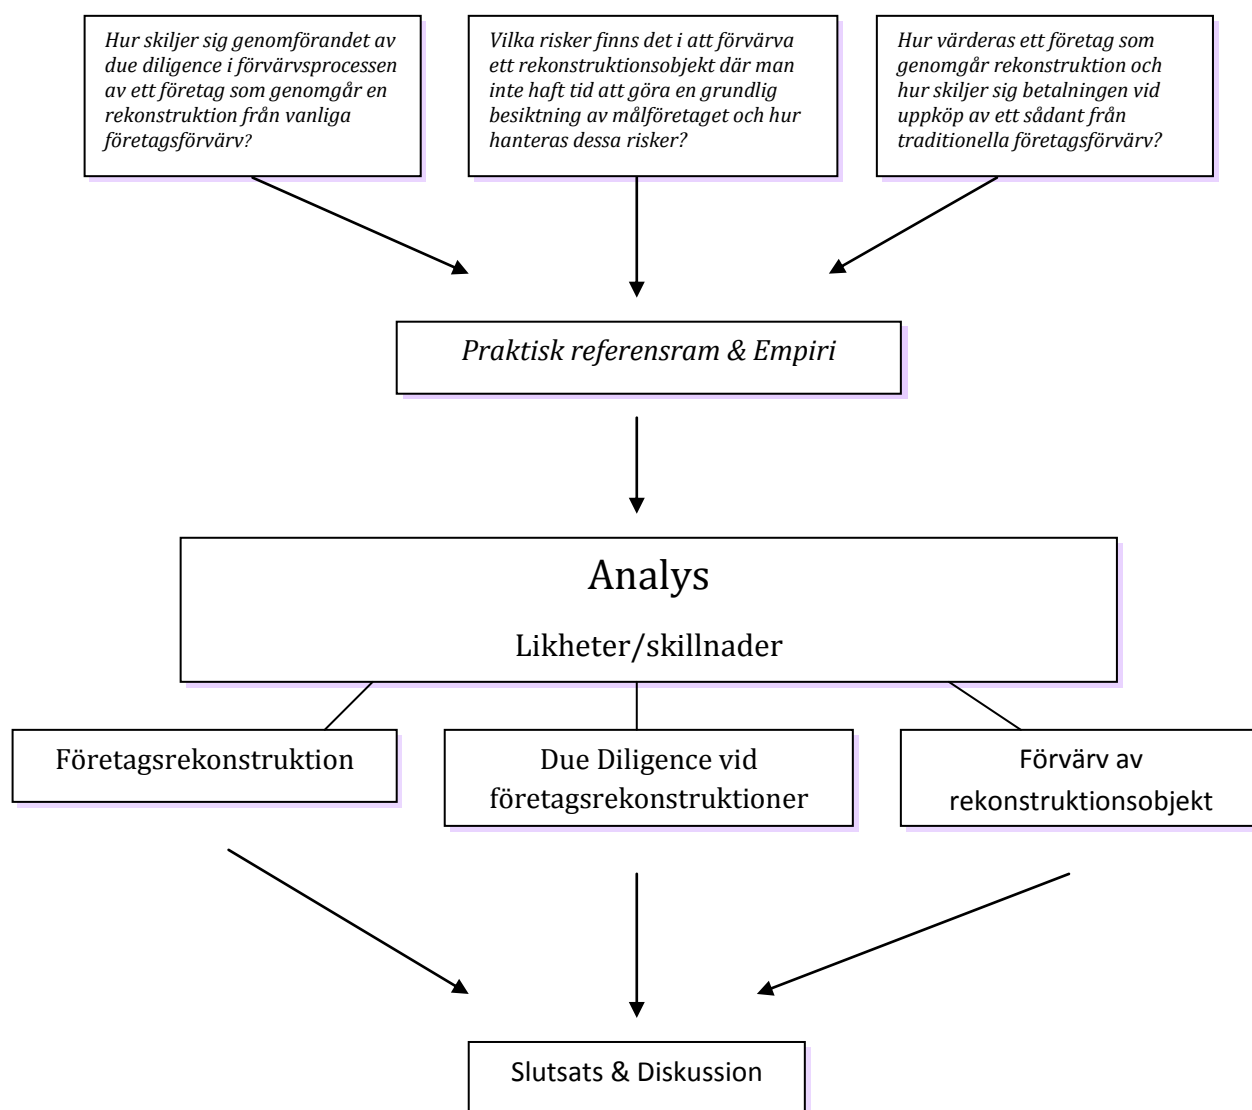 Hur skiljer sig genomförandet av
due diligence i förvärvsprocessen
av ett företag som genomgår en
rekonstruktion från vanliga
företagsförvärv?
Vilka risker finns det i att förvärva
ett rekonstruktionsobjekt där man
inte haft tid att göra en grundlig
besiktning av målföretaget och hur
hanteras dessa risker?
Hur värderas ett företag som
genomgår rekonstruktion och
hur skiljer sig betalningen vid
uppköp av ett sådant från
traditionella företagsförvärv?
Praktisk referensram & Empiri
Analys
Likheter/skillnader
Företagsrekonstruktion
Due Diligence vid
företagsrekonstruktioner
Förvärv av
rekonstruktionsobjekt
Slutsats & Diskussion